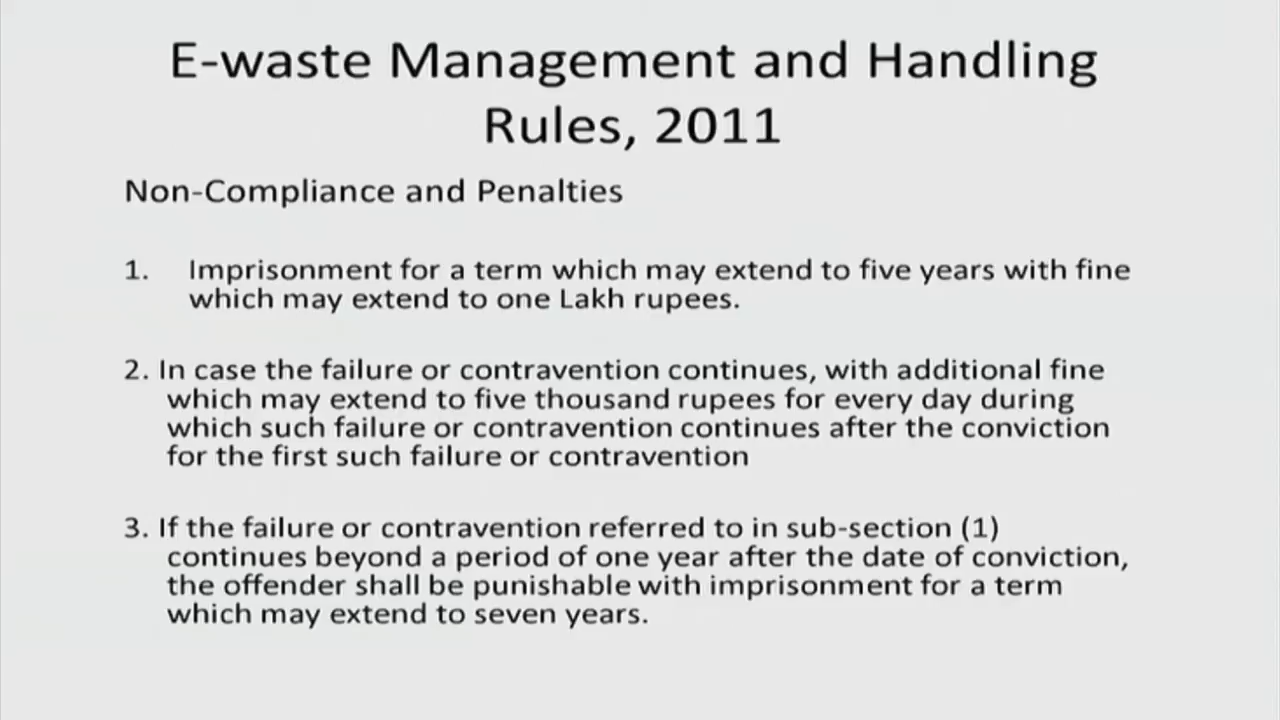 E-waste Management and Handling
Rules, 2011
Non-Compliance and Penalties
1. Imprisonment for a term which may extend to five years with fine
which may extend to one Lakh rupees.
2. In case the failure or contravention continues, with additional fine
which may extend to five thousand rupees for every day during
which such failure or contravention continues after the conviction
for the first such failure or contravention
3. If the failure or contravention referred to in sub-section (1)
continues beyond a period of one year after the date of conviction,
the offender shall be punishable with imprisonment for a term
which may extend to seven years.